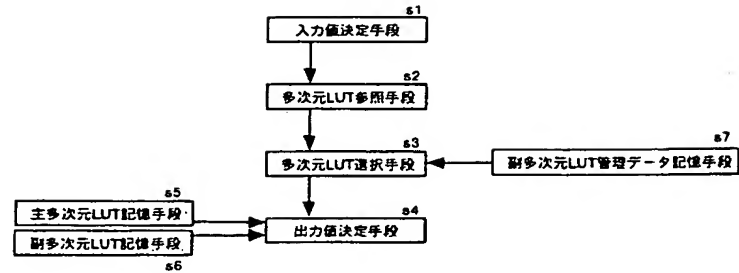 s1
入力値決定手段
s2
多次元LUT参照手段
s3
多次元LUT選択手段
s7
副多次元LUT管理データ記憶手段
s5
主多次元LUT記憶手段
s4
出力値決定手段
副多次元LUT記憶手段
s6